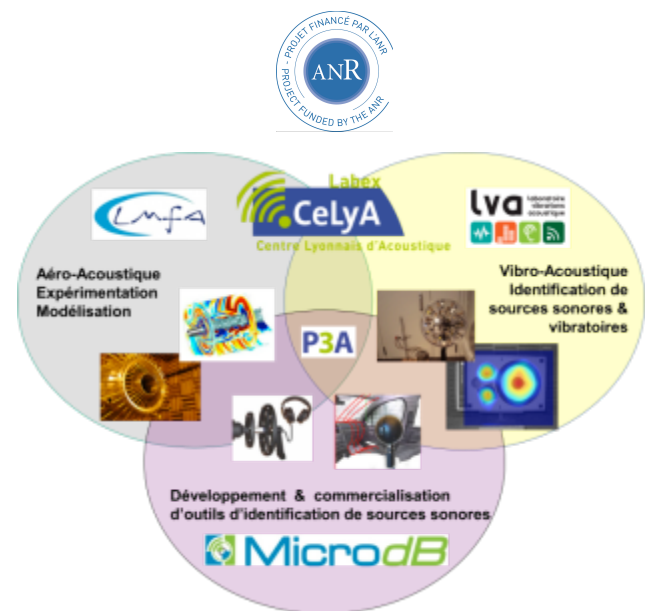 - PROJET FINANCÉ PAR L'ANR
ANR
PROJECT FUNDED BY THE ANR
Labex
CeLyA
Centre Lyonnais d'Acoustique
LMFA
lva
laboratoire
vibrations
acoustique
Aéro-Acoustique
Expérimentation
Modélisation
Vibro-Acoustique
Identification de
sources sonores &
vibratoires
P3A
Développement & commercialisation
d'outils d'identification de sources sonores
MicrodB